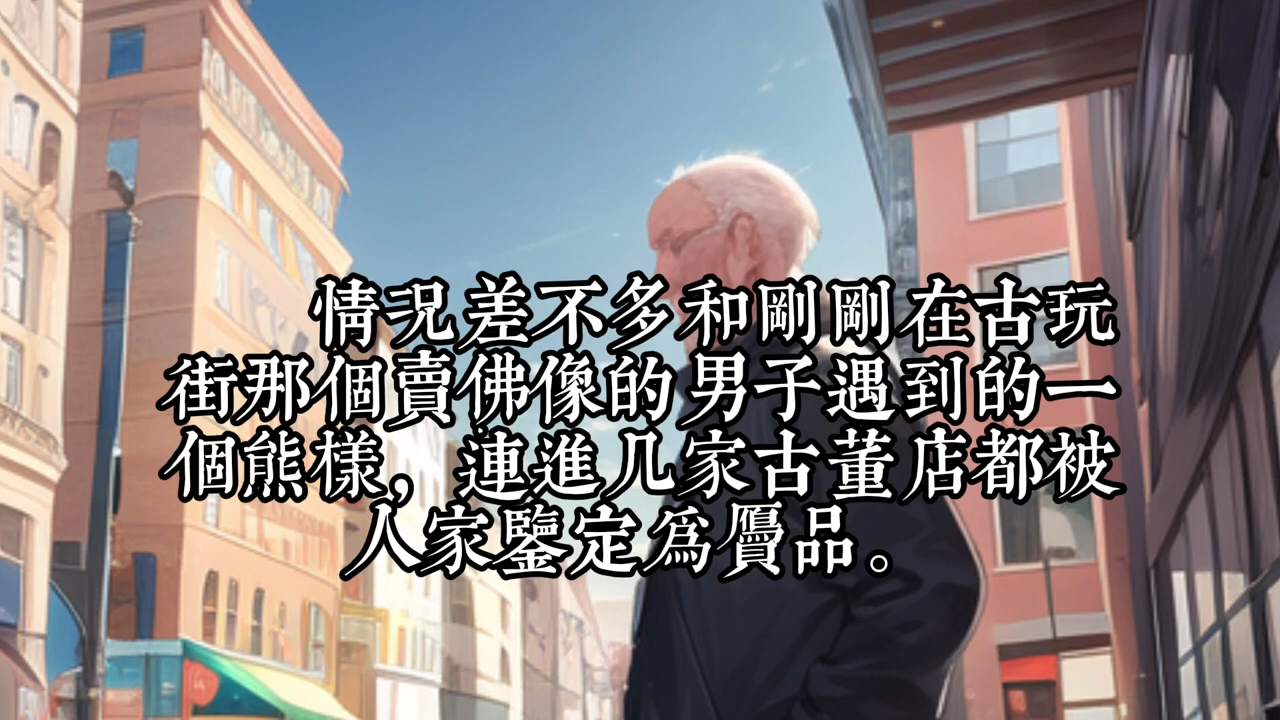 情況差不多和剛剛在古玩
街那個賣佛像的男子遇到的一
個熊樣，連進几家古董店都被
人家鑒定爲贗品。